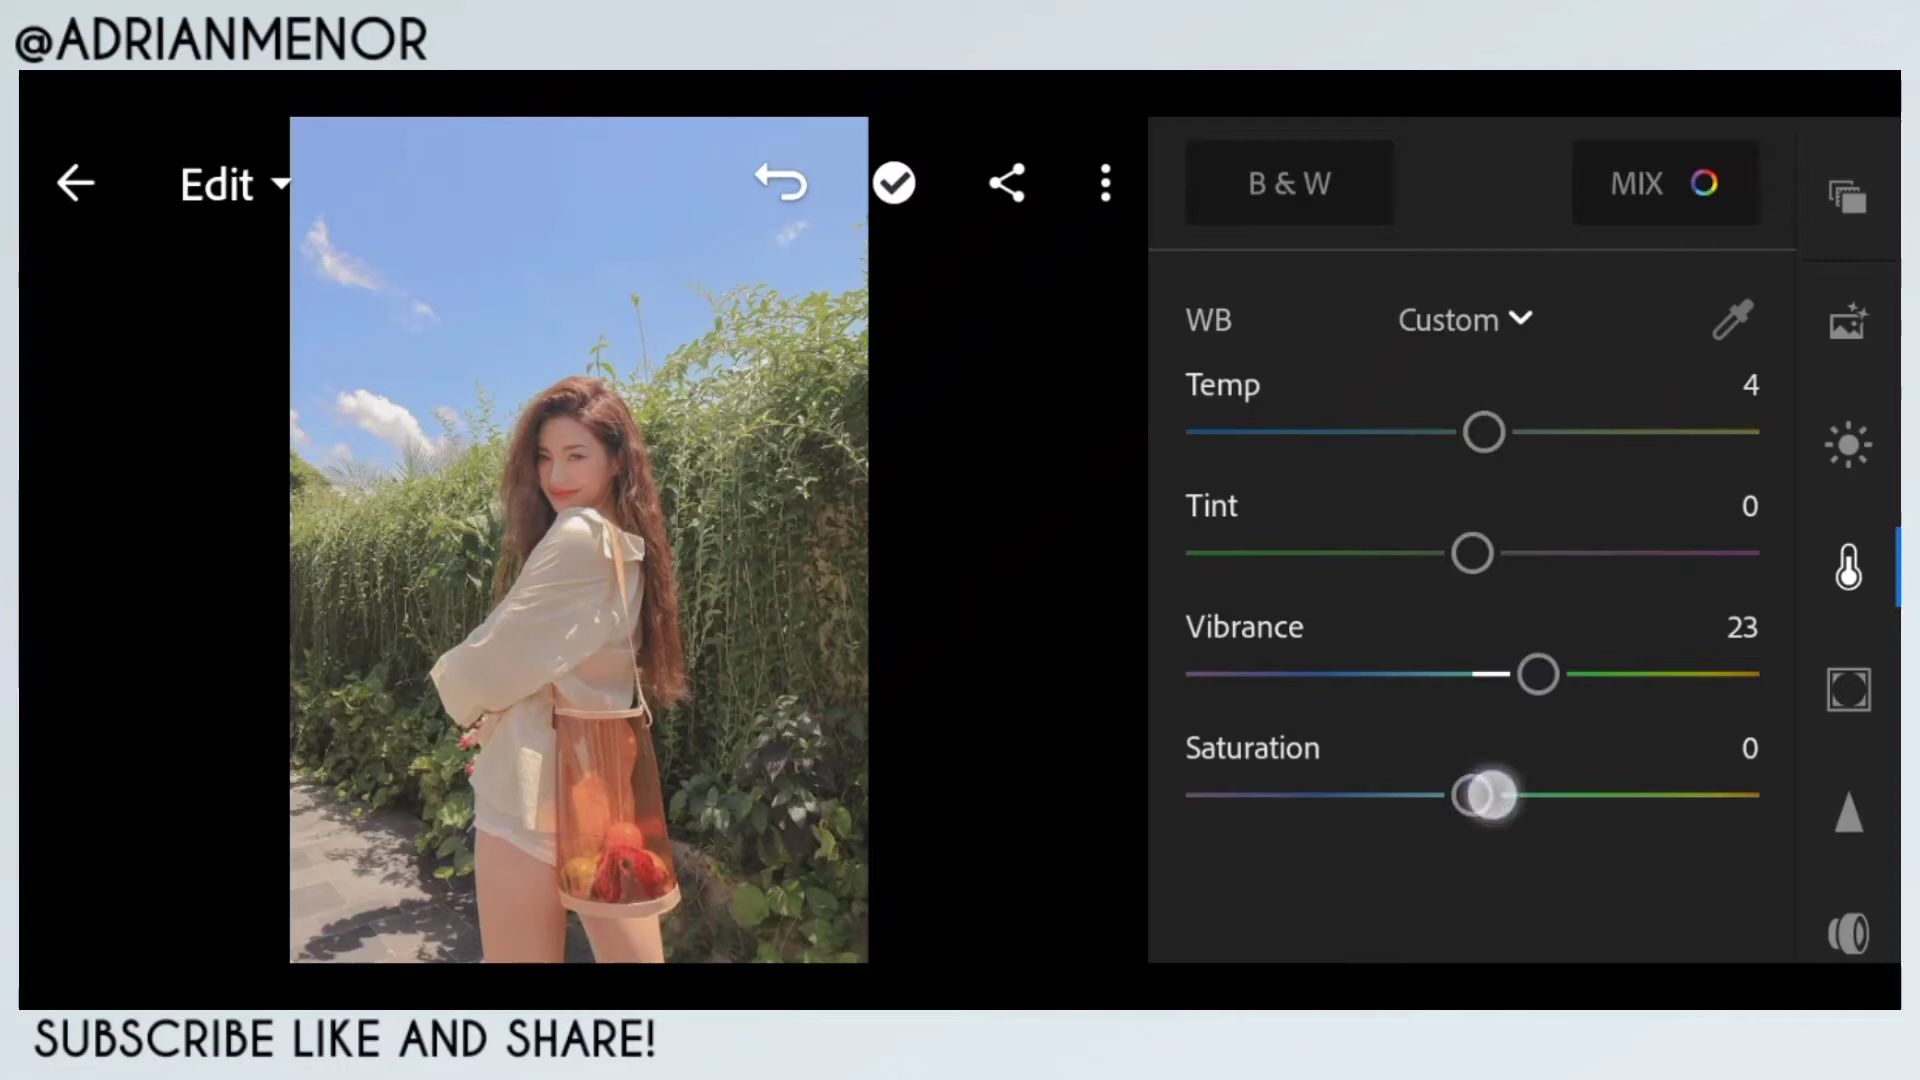 @ADRIANMENOR
Edit
B & W
MIX
WB
Custom
Temp
4
Tint
0
Vibrance
23
Saturation
0
SUBSCRIBE LIKE AND SHARE!